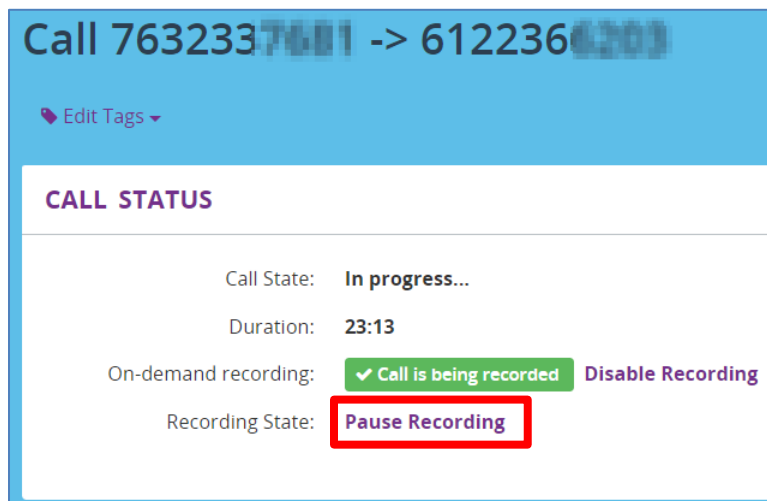 Call 763233 -> 612236
Edit Tags
CALL STATUS
Call State: In progress...
Duration: 23:13
On-demand recording: Call is being recorded Disable Recording
Recording State: Pause Recording